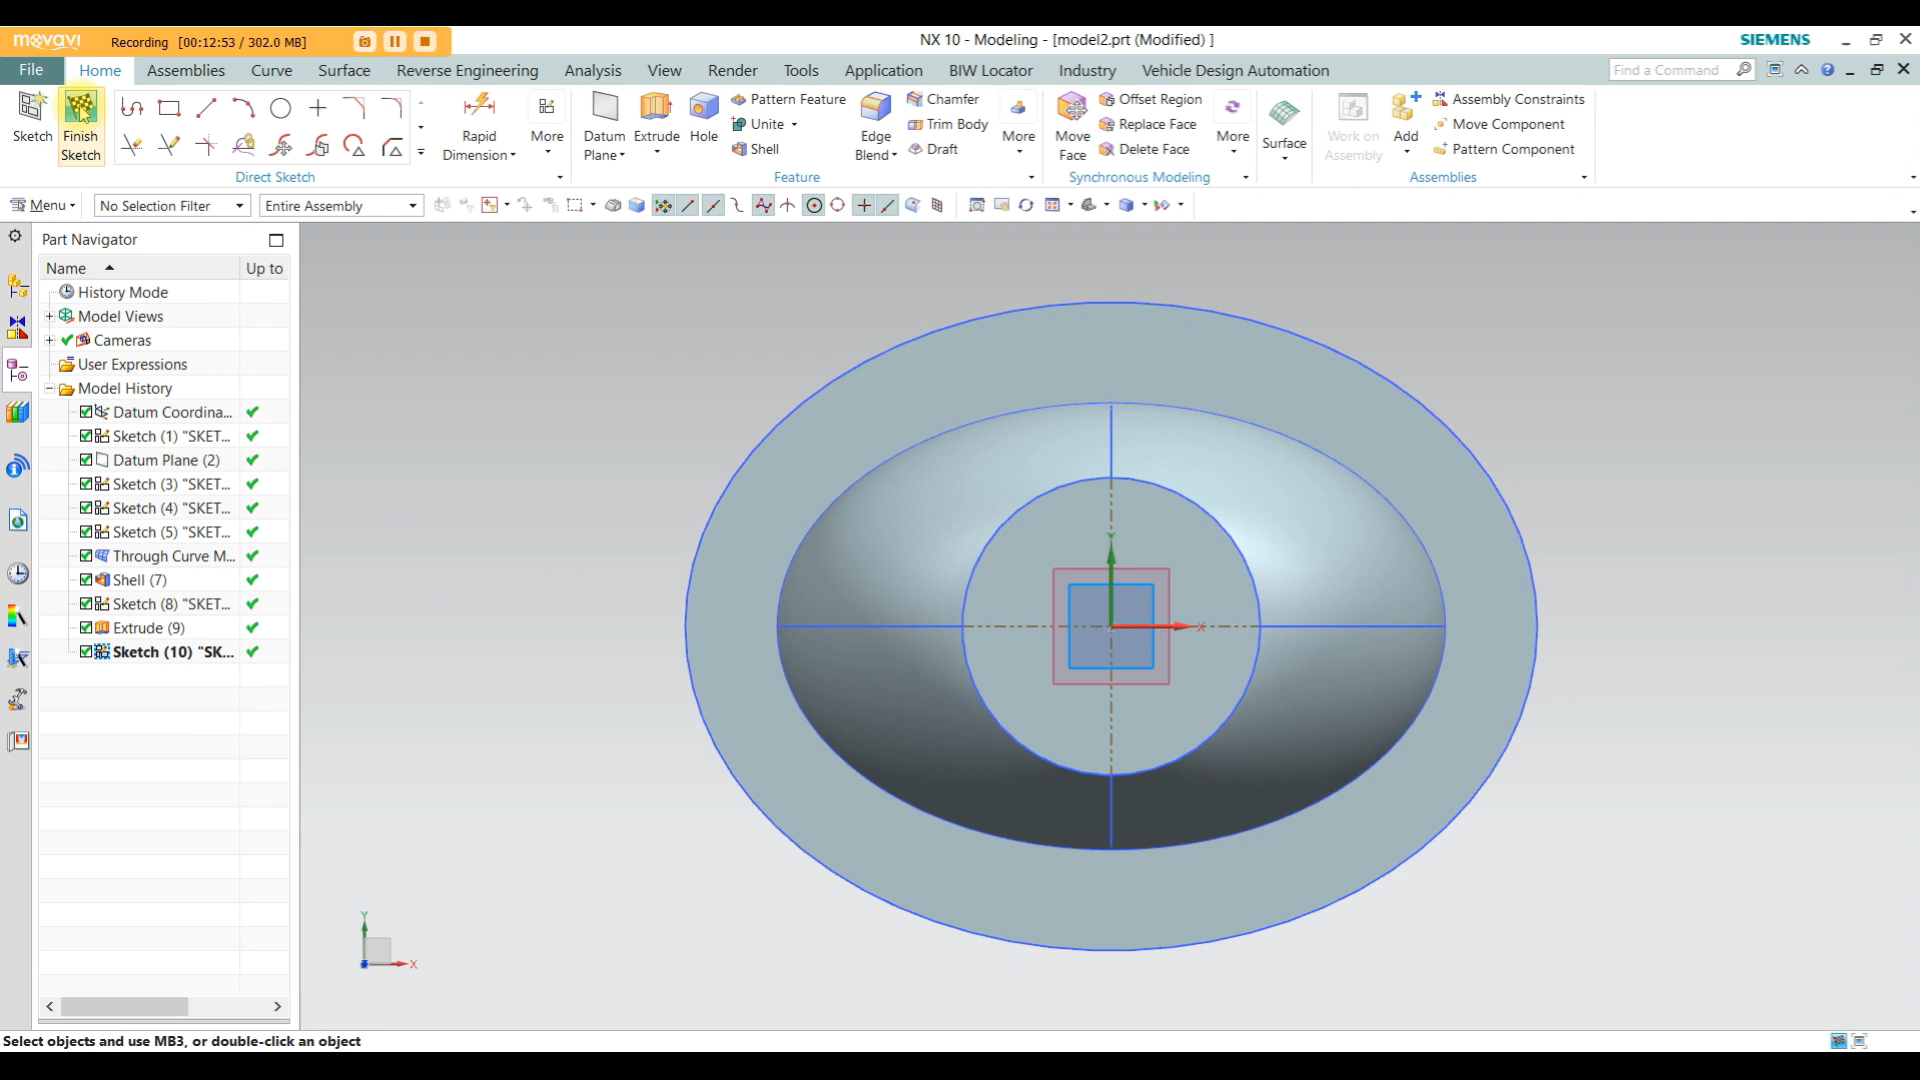 movavi Recording [00:12:53 / 302.0 MB]
NX 10 - Modeling - [model2.prt (Modified) ]
SIEMENS
File Home Assemblies Curve Surface Reverse Engineering Analysis View Render Tools Application BIW Locator Industry Vehicle Design Automation
Find a Command
Sketch
Finish
Sketch
Direct Sketch
Rapid
Dimension
More
Datum
Plane
Extrude
Hole
Pattern Feature
Unite
Shell
Edge
Blend
Chamfer
Trim Body
Draft
More
Feature
Move
Face
Offset Region
Replace Face
Delete Face
More
Synchronous Modeling
Surface
Work on
Assembly
Add
Assembly Constraints
Move Component
Pattern Component
Assemblies
Menu
No Selection Filter
Entire Assembly
Part Navigator
Name Up to
History Mode
Model Views
Cameras
User Expressions
Model History
Datum Coordina...
Sketch (1) "SKET...
Datum Plane (2)
Sketch (3) "SKET...
Sketch (4) "SKET...
Sketch (5) "SKET...
Through Curve M...
Shell (7)
Sketch (8) "SKET...
Extrude (9)
Sketch (10) "SK...
Y
X
Y
X
Select objects and use MB3, or double-click an object